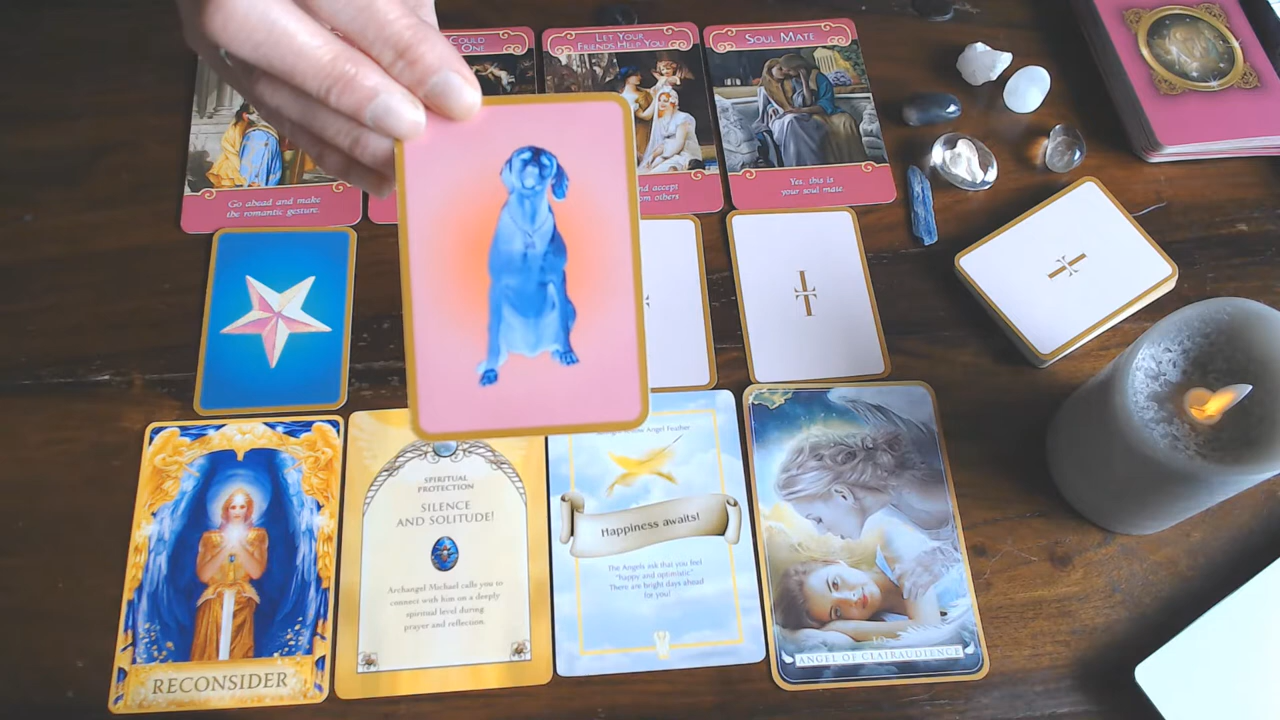 COULD
ONE
LET YOUR
FRIENDS HELP YOU
SOUL MATE
Go ahead and make
the romantic gesture.
and accept
from others
Yes, this is
your soul mate.
RECONSIDER
SPIRITUAL
PROTECTION
SILENCE
AND SOLITUDE!
Archangel Michael calls you to
connect with him on a deeply
spiritual level during
prayer and reflection.
Angel Feather
Happiness awaits!
The Angels ask that you feel
"happy and optimistic"
There are bright days ahead
for you!
ANGEL OF CLAIRAUDIENCE